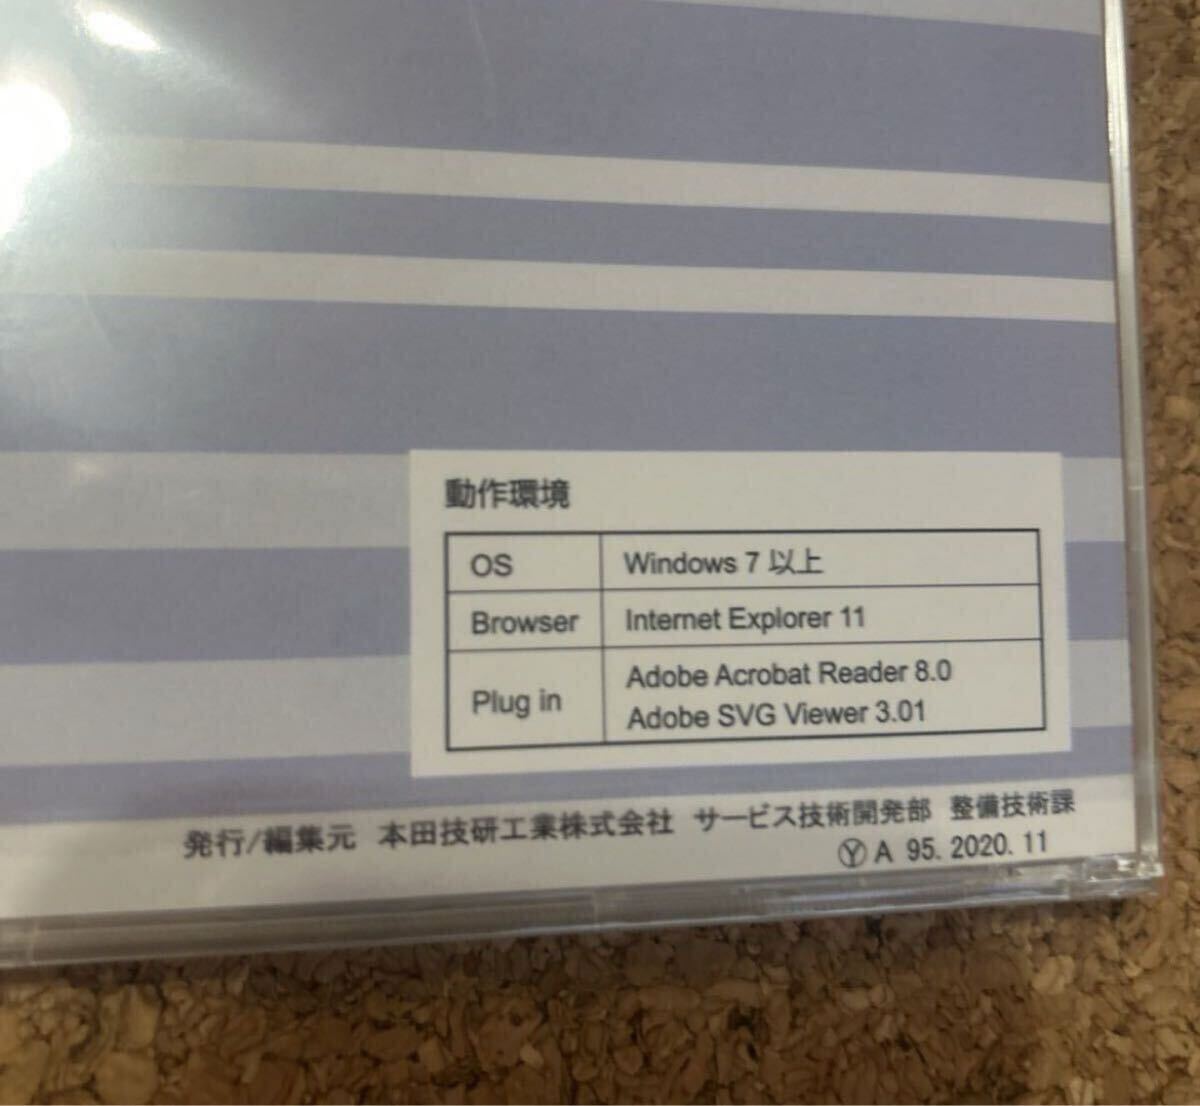 動作環境
OS Windows 7 以上
Browser Internet Explorer 11
Plug in Adobe Acrobat Reader 8.0
Adobe SVG Viewer 3.01
発行/編集元 本田技研工業株式会社 サービス技術開発部 整備技術課
Ⓨ A 95. 2020. 11